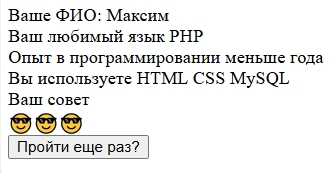 Ваше ФИО: Максим
Ваш любимый язык PHP
Опыт в программировании меньше года
Вы используете HTML CSS MySQL
Ваш совет
😎😎😎
Пройти еще раз?